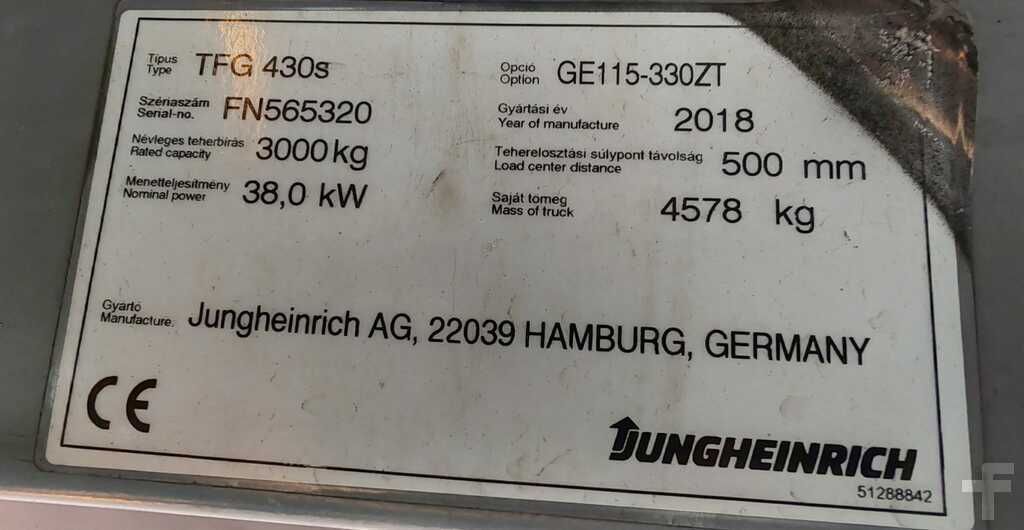 Típus
Type TFG 430s
Opció
Option GE115-330ZT
Szériaszám
Serial-no. FN565320
Gyártási év
Year of manufacture 2018
Névleges teherbírás
Rated capacity 3000 kg
Teherelosztási súlypont távolság
Load center distance 500 mm
Menetteljesítmény
Nominal power 38,0 kW
Saját tömeg
Mass of truck 4578 kg
Gyártó
Manufacture. Jungheinrich AG, 22039 HAMBURG, GERMANY
CE
JUNGHEINRICH
51288842